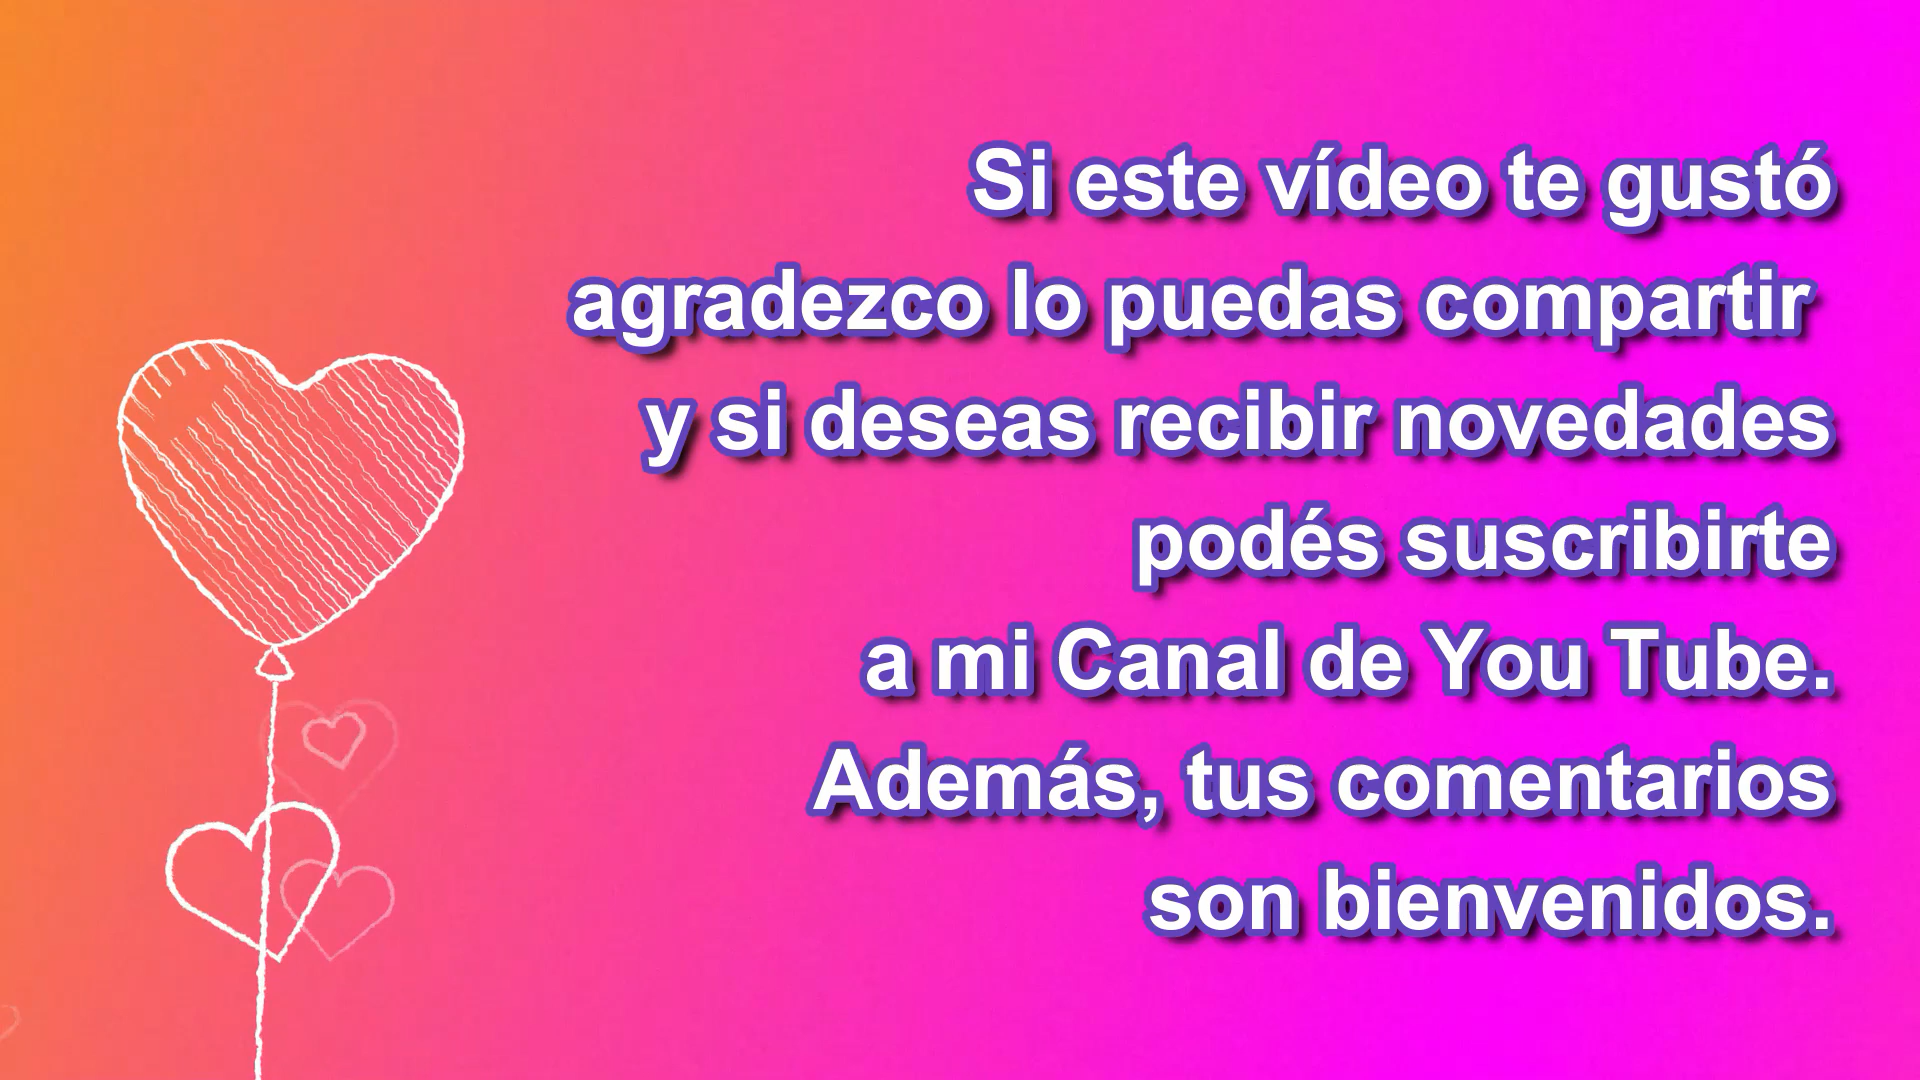 Si este vídeo te gustó
agradezco lo puedas compartir
y si deseas recibir novedades
podés suscribirte
a mi Canal de You Tube.
Además, tus comentarios
son bienvenidos.